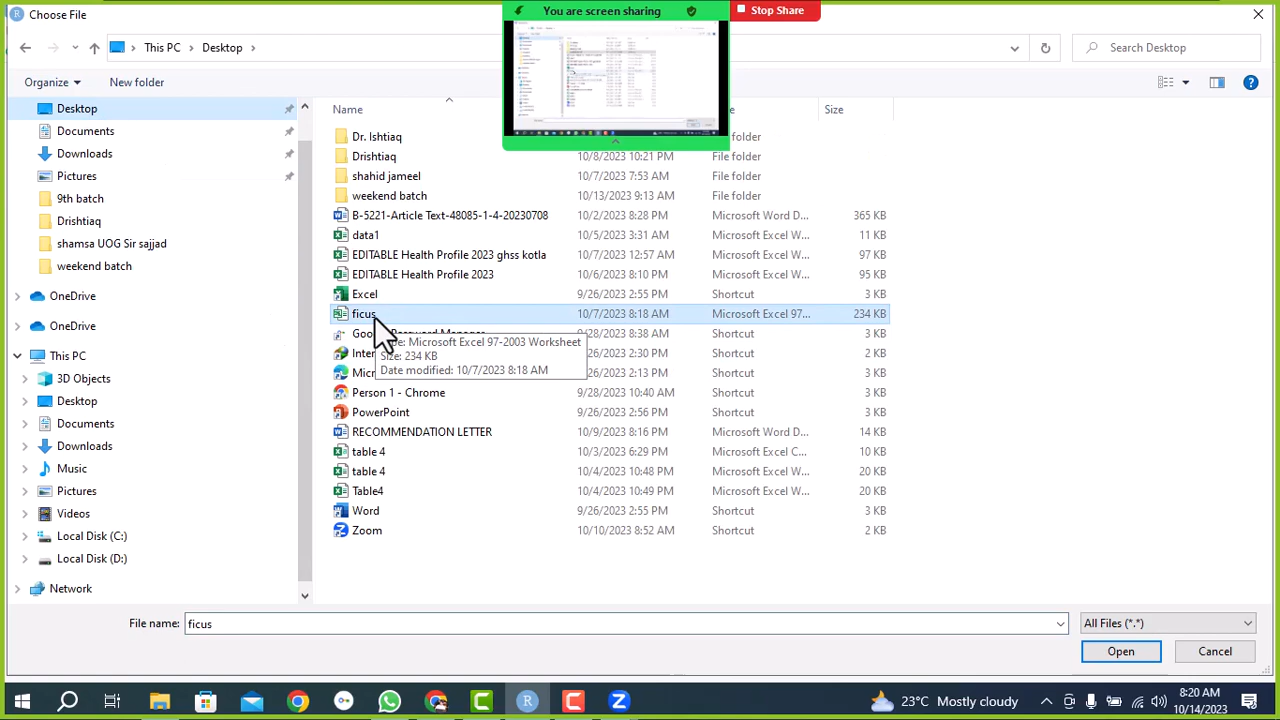 Choose File
You are screen sharing
Stop Share
Size
Dr. Ishtiaq
Drishtiaq 10/8/2023 10:21 PM File folder
shahid jameel 10/7/2023 7:53 AM File folder
weekend batch 10/13/2023 9:13 AM File folder
B-5221-Article Text-48085-1-4-20230708 10/2/2023 8:28 PM Microsoft Word D... 365 KB
data1 10/5/2023 3:31 AM Microsoft Excel W... 11 KB
EDITABLE Health Profile 2023 ghss kotla 10/7/2023 12:57 AM Microsoft Excel W... 97 KB
EDITABLE Health Profile 2023 10/6/2023 8:10 PM Microsoft Excel W... 95 KB
Excel 9/26/2023 2:55 PM Shortcut 3 KB
ficus 10/7/2023 8:18 AM Microsoft Excel 97... 234 KB
9/28/2023 8:38 AM Shortcut 3 KB
2:30 PM Shortcut 2 KB
2:13 PM Shortcut 3 KB
Microsoft Excel 97-2003 Worksheet
234 KB
Date modified: 10/7/2023 8:18 AM
Person 1 - Chrome 9/28/2023 10:40 AM Shortcut 3 KB
PowerPoint 9/26/2023 2:56 PM Shortcut 3 KB
RECOMMENDATION LETTER 10/9/2023 8:16 PM Microsoft Word D... 14 KB
table 4 10/3/2023 6:29 PM Microsoft Excel C... 10 KB
table 4 10/4/2023 10:48 PM Microsoft Excel W... 20 KB
Table4 10/4/2023 10:49 PM Microsoft Excel W... 20 KB
Word 9/26/2023 2:55 PM Shortcut 3 KB
Zoom 10/10/2023 8:52 AM Shortcut 2 KB
Documents
Pictures
9th batch
Drishtiaq
shamsa UOG Sir sajjad
weekend batch
OneDrive
OneDrive
This PC
3D Objects
Desktop
Documents
Downloads
Music
Pictures
Videos
Local Disk (C:)
Local Disk (D:)
Network
File name: ficus All Files (*.*)
Open Cancel
23°C Mostly cloudy
8:20 AM
10/14/2023